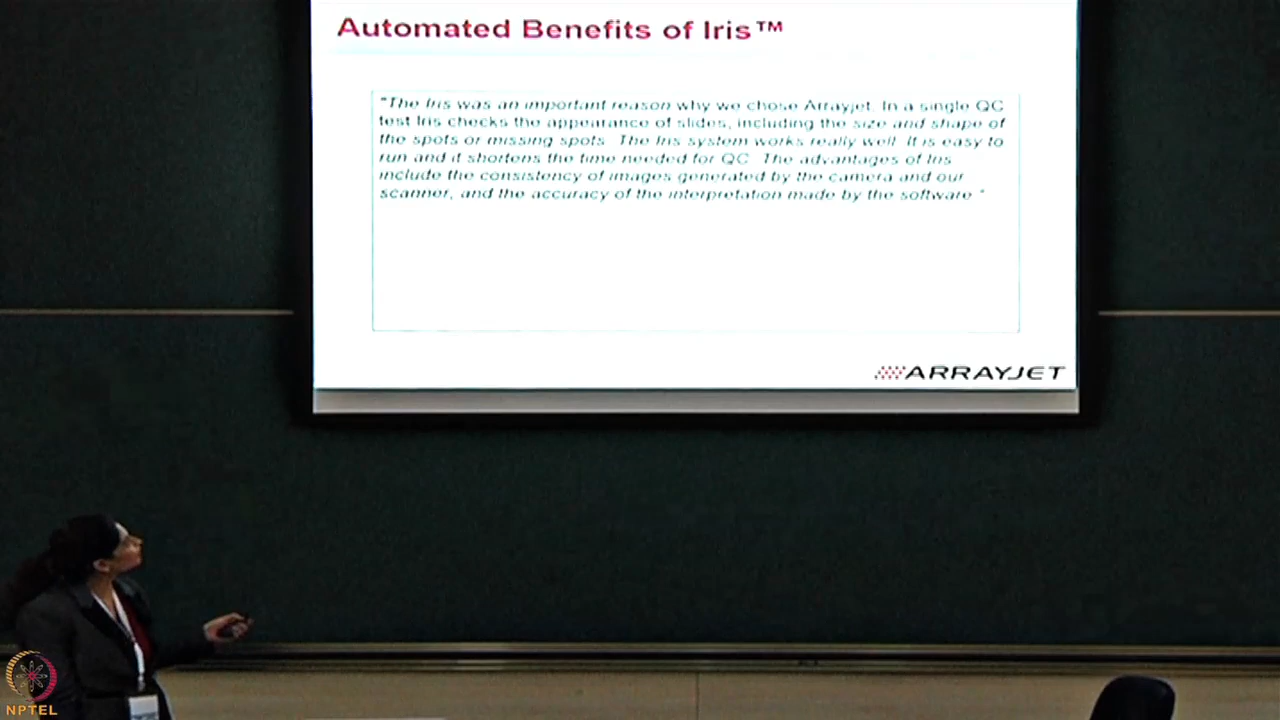 Automated Benefits of Iris™
"The Iris was an important reason why we chose Arrayjet. In a single QC
test Iris checks the appearance of slides, including the size and shape of
the spots or missing spots. The Iris system works really well. It is easy to
run and it shortens the time needed for QC. The advantages of Iris
include the consistency of images generated by the camera and our
scanner, and the accuracy of the interpretation made by the software."
ARRAYJET
NPTEL